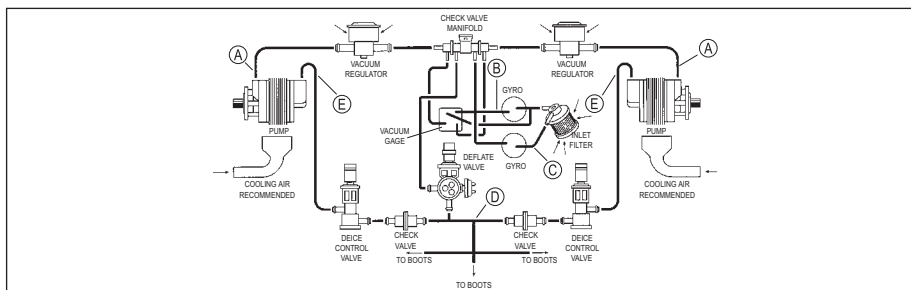 CHECK VALVE
MANIFOLD
A
A
VACUUM
REGULATOR
VACUUM
REGULATOR
B
E
E
GYRO
PUMP
PUMP
INLET
FILTER
VACUUM
GAGE
GYRO
C
DEFLATE
VALVE
COOLING AIR
RECOMMENDED
COOLING AIR
RECOMMENDED
D
DEICE
CONTROL
VALVE
CHECK
VALVE
CHECK
VALVE
DEICE
CONTROL
VALVE
TO BOOTS
TO BOOTS
TO BOOTS